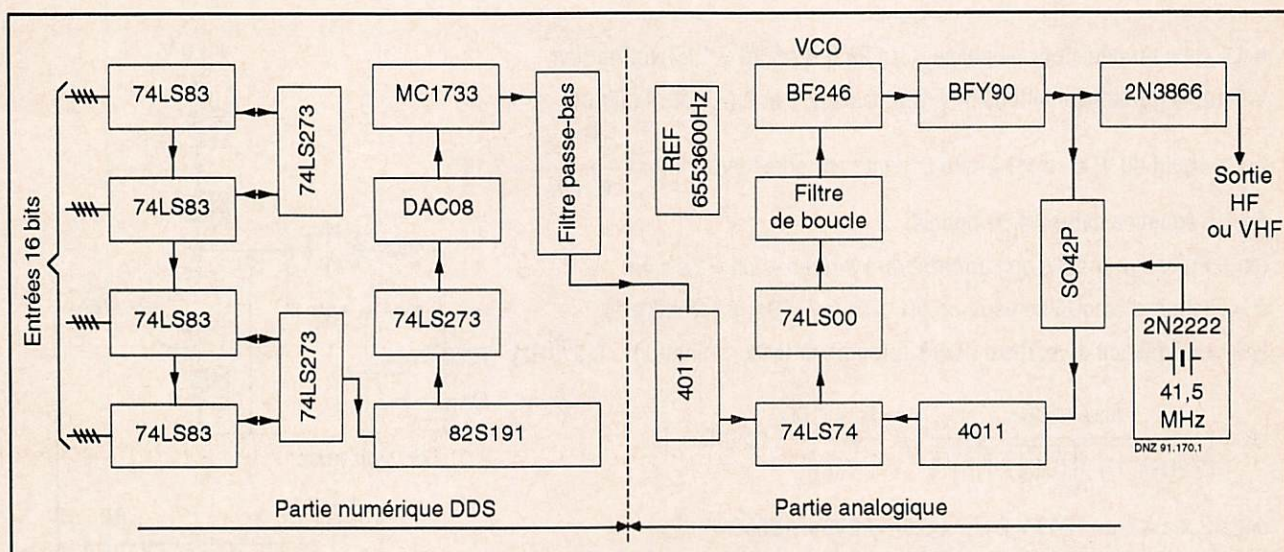 Entrées 16 bits
74LS83
74LS83
74LS83
74LS83
74LS273
74LS273
MC1733
DAC08
74LS273
82S191
Filtre passe-bas
REF
6553600Hz
4011
VCO
BF246
Filtre
de boucle
74LS00
74LS74
BFY90
4011
2N3866
SO42P
Sortie
HF
ou VHF
2N2222
41,5
MHz
DNZ 91.170.1
Partie numérique DDS
Partie analogique